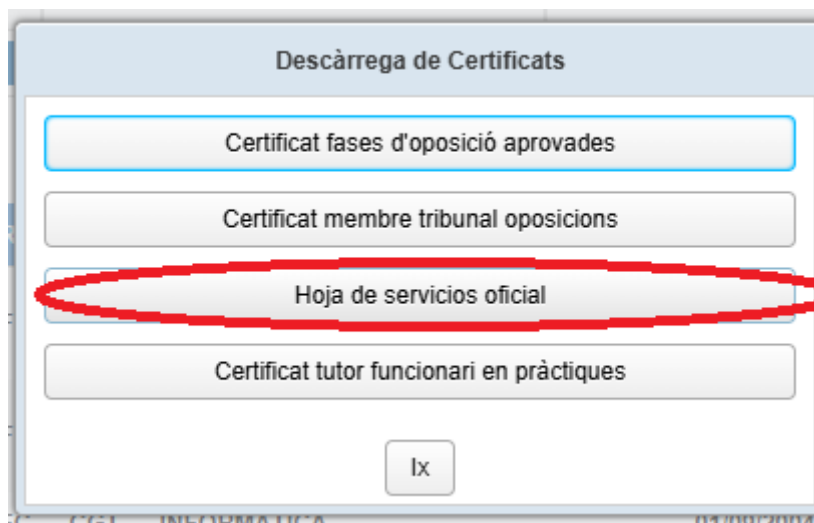 Descàrrega de Certificats
Certificat fases d'oposició aprovades
Certificat membre tribunal oposicions
Hoja de servicios oficial
Certificat tutor funcionari en pràctiques
Ix
INFORMATICA